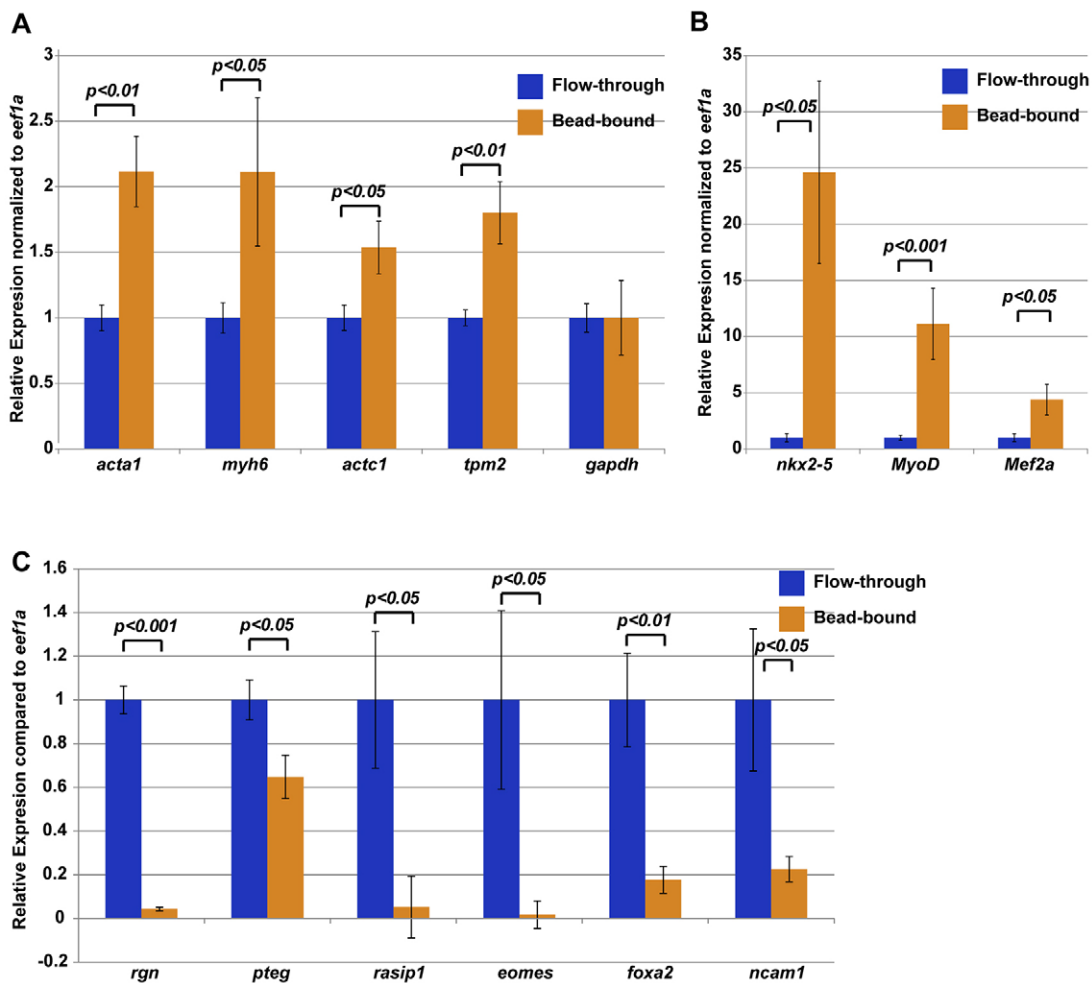 A
Relative Expresion normalized to eef1a
3
2.5
2
1.5
1
0.5
0
p<0.01
p<0.05
p<0.05
p<0.01
Flow-through
Bead-bound
acta1
myh6
actc1
tpm2
gapdh
B
Relative Expresion normalized to eef1a
35
30
25
20
15
10
5
0
p<0.05
p<0.001
p<0.05
Flow-through
Bead-bound
nkx2-5
MyoD
Mef2a
C
Relative Expresion compared to eef1a
1.6
1.4
1.2
1
0.8
0.6
0.4
0.2
0
-0.2
p<0.001
p<0.05
p<0.05
p<0.05
p<0.01
p<0.05
Flow-through
Bead-bound
rgn
pteg
rasip1
eomes
foxa2
ncam1